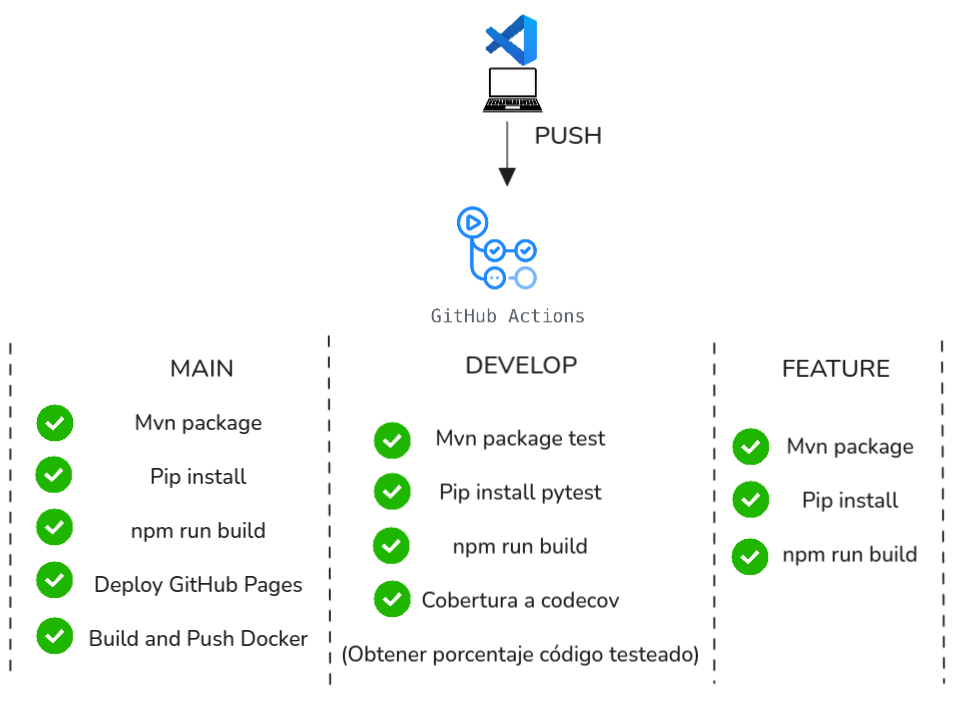 PUSH
GitHub Actions
MAIN
Mvn package
Pip install
npm run build
Deploy GitHub Pages
Build and Push Docker
DEVELOP
Mvn package test
Pip install pytest
npm run build
Cobertura a codecov
(Obtener porcentaje código testeado)
FEATURE
Mvn package
Pip install
npm run build